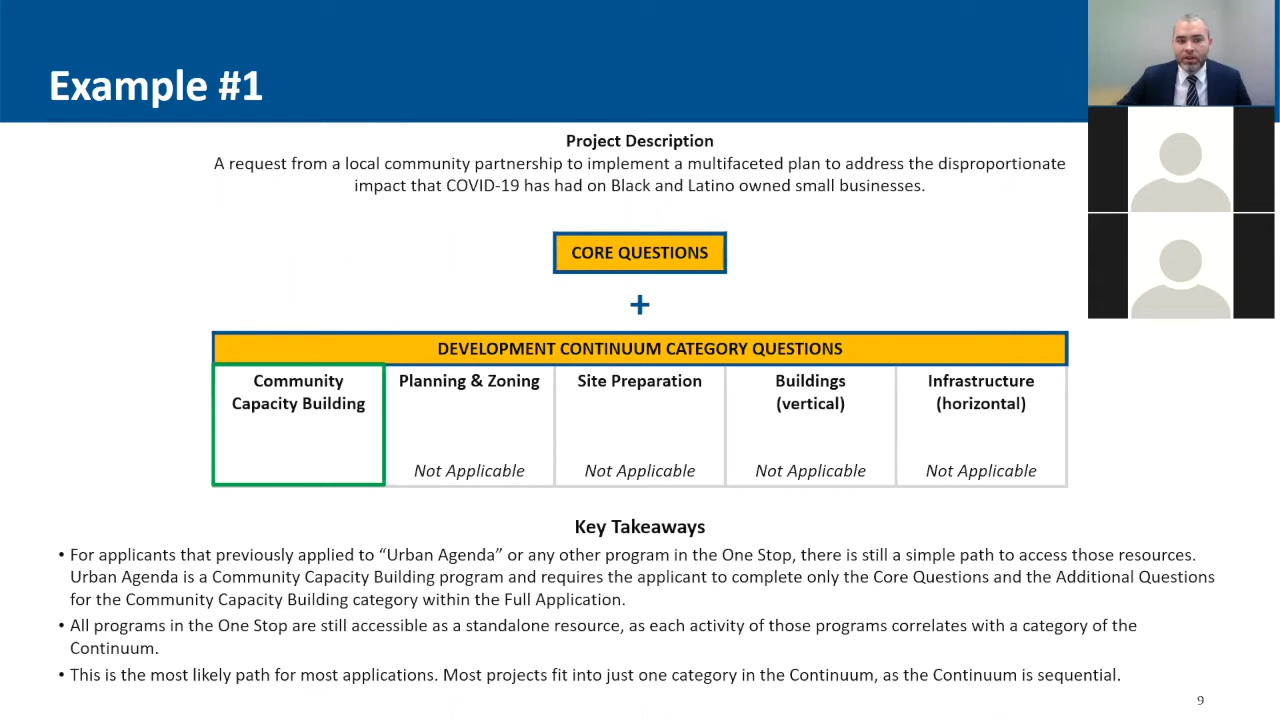 Example #1
Project Description
A request from a local community partnership to implement a multifaceted plan to address the disproportionate
impact that COVID-19 has had on Black and Latino owned small businesses.
CORE QUESTIONS
+
DEVELOPMENT CONTINUUM CATEGORY QUESTIONS
Community
Capacity Building
Planning & Zoning
Not Applicable
Site Preparation
Not Applicable
Buildings
(vertical)
Not Applicable
Infrastructure
(horizontal)
Not Applicable
Key Takeaways
• For applicants that previously applied to “Urban Agenda” or any other program in the One Stop, there is still a simple path to access those resources.
Urban Agenda is a Community Capacity Building program and requires the applicant to complete only the Core Questions and the Additional Questions
for the Community Capacity Building category within the Full Application.
• All programs in the One Stop are still accessible as a standalone resource, as each activity of those programs correlates with a category of the
Continuum.
• This is the most likely path for most applications. Most projects fit into just one category in the Continuum, as the Continuum is sequential.
9